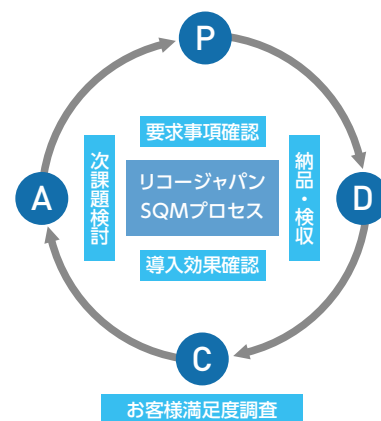 P
要求事項確認
次課題検討
リコージャパン
SQMプロセス
納品・検収
A
D
導入効果確認
C
お客様満足度調査